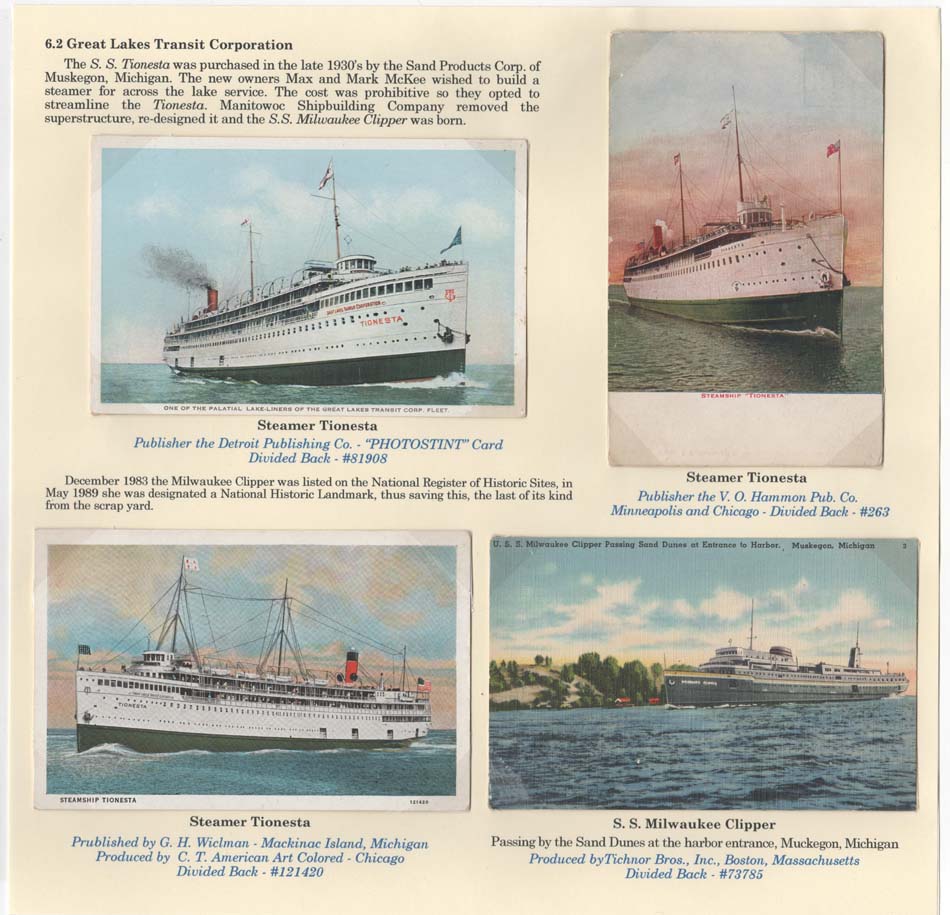 6.2 Great Lakes Transit Corporation
The S. S. Tionesta was purchased in the late 1930's by the Sand Products Corp. of
Muskegon, Michigan. The new owners Max and Mark McKee wished to build a
steamer for across the lake service. The cost was prohibitive so they opted to
streamline the Tionesta. Manitowoc Shipbuilding Company removed the
superstructure, re-designed it and the S.S. Milwaukee Clipper was born.
GREAT LAKES TRANSIT CORPORATION
TIONESTA
ONE OF THE PALATIAL LAKE-LINERS OF THE GREAT LAKES TRANSIT CORP. FLEET.
Steamer Tionesta
Publisher the Detroit Publishing Co. - "PHOTOSTINT" Card
Divided Back - #81908
STEAMSHIP "TIONESTA"
Steamer Tionesta
Publisher the V. O. Hammon Pub. Co.
Minneapolis and Chicago - Divided Back - #263
December 1983 the Milwaukee Clipper was listed on the National Register of Historic Sites, in
May 1989 she was designated a National Historic Landmark, thus saving this, the last of its kind
from the scrap yard.
TIONESTA
STEAMSHIP TIONESTA
121420
Steamer Tionesta
Prublished by G. H. Wiclman - Mackinac Island, Michigan
Produced by C. T. American Art Colored - Chicago
Divided Back - #121420
U. S. S. Milwaukee Clipper Passing Sand Dunes at Entrance to Harbor. Muskegon, Michigan
MILWAUKEE CLIPPER
S. S. Milwaukee Clipper
Passing by the Sand Dunes at the harbor entrance, Muckegon, Michigan
Produced byTichnor Bros., Inc., Boston, Massachusetts
Divided Back - #73785